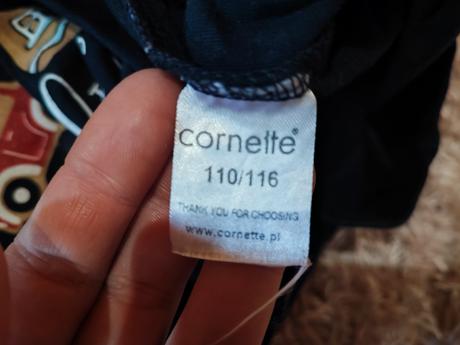 cornette®
110/116
THANK YOU FOR CHOOSING
www.cornette.pl